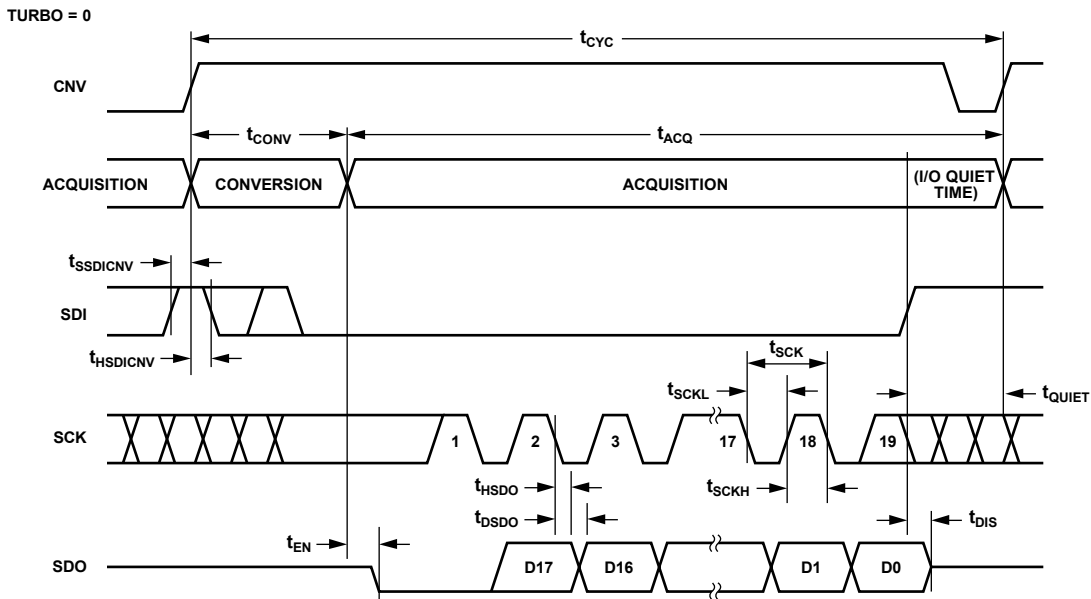 TURBO = 0
tCYC
CNV
tCONV
tACQ
ACQUISITION
CONVERSION
ACQUISITION
(I/O QUIET
TIME)
tSSDICNV
SDI
tHSDICNV
tSCK
tSCKL
tQUIET
SCK
1
2
3
17
18
19
tHSDO
tSCKH
tDSDO
tDIS
tEN
SDO
D17
D16
D1
D0